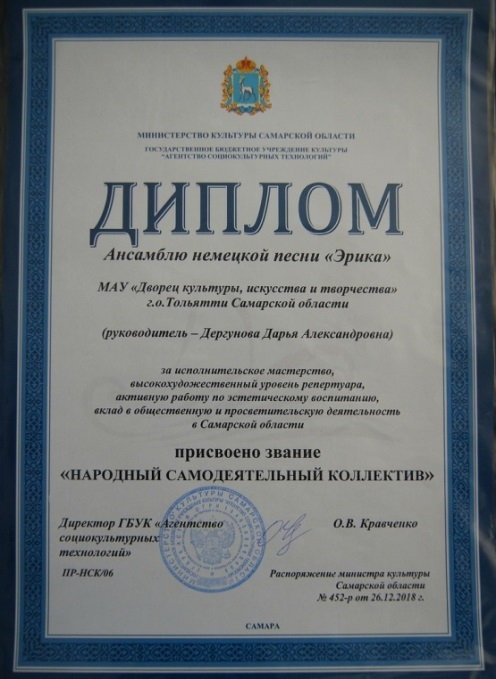 МИНИСТЕРСТВО КУЛЬТУРЫ САМАРСКОЙ ОБЛАСТИ
ГОСУДАРСТВЕННОЕ БЮДЖЕТНОЕ УЧРЕЖДЕНИЕ КУЛЬТУРЫ
"АГЕНТСТВО СОЦИОКУЛЬТУРНЫХ ТЕХНОЛОГИЙ"
ДИПЛОМ
Ансамблю немецкой песни «Эрика»
МАУ «Дворец культуры, искусства и творчества»
г.о.Тольятти Самарской области
(руководитель – Дергунова Дарья Александровна)
за исполнительское мастерство,
высокохудожественный уровень репертуара,
активную работу по эстетическому воспитанию,
вклад в общественную и просветительскую деятельность
в Самарской области
присвоено звание
«НАРОДНЫЙ САМОДЕЯТЕЛЬНЫЙ КОЛЛЕКТИВ»
Директор ГБУК «Агентство
социокультурных
технологий»
О.В. Кравченко
ПР-НСК/06
Распоряжение министра культуры
Самарской области
№ 452-р от 26.12.2018 г.
САМАРА